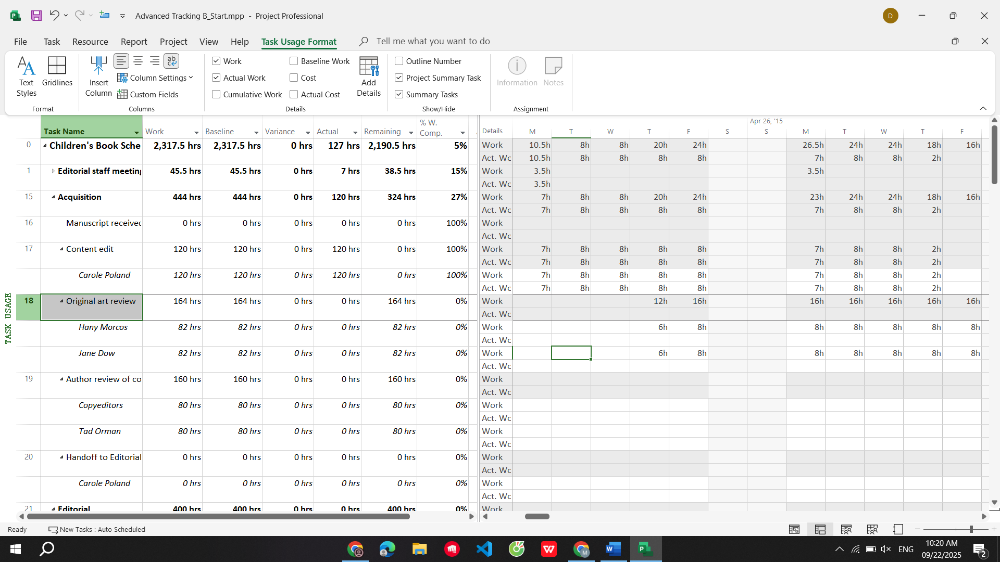 Advanced Tracking B_Start.mpp - Project Professional
D
File Task Resource Report Project View Help Task Usage Format Tell me what you want to do
Text Styles
Gridlines
Format
Insert Column
Column Settings
Custom Fields
Columns
Work
Actual Work
Cumulative Work
Baseline Work
Cost
Actual Cost
Add Details
Details
Outline Number
Project Summary Task
Summary Tasks
Show/Hide
Information
Notes
Assignment
Apr 26, '15
Task Name Work Baseline Variance Actual Remaining % W. Comp. Details M T W T F S S M T W T F
0 Children's Book Sche 2,317.5 hrs 2,317.5 hrs 0 hrs 127 hrs 2,190.5 hrs 5% Work 10.5h 8h 8h 20h 24h 26.5h 24h 24h 18h 16h
Act. Wc 10.5h 8h 8h 8h 8h 7h 8h 8h 2h
1 Editorial staff meeting 45.5 hrs 45.5 hrs 0 hrs 7 hrs 38.5 hrs 15% Work 3.5h 3.5h
Act. Wc 3.5h
15 Acquisition 444 hrs 444 hrs 0 hrs 120 hrs 324 hrs 27% Work 7h 8h 8h 20h 24h 23h 24h 24h 18h 16h
Act. Wc 7h 8h 8h 8h 8h 7h 8h 8h 2h
16 Manuscript received 0 hrs 0 hrs 0 hrs 0 hrs 0 hrs 100% Work
Act. Wc
17 Content edit 120 hrs 120 hrs 0 hrs 120 hrs 0 hrs 100% Work 7h 8h 8h 8h 8h 7h 8h 8h 2h
Act. Wc 7h 8h 8h 8h 8h 7h 8h 8h 2h
Carole Poland 120 hrs 120 hrs 0 hrs 120 hrs 0 hrs 100% Work 7h 8h 8h 8h 8h 7h 8h 8h 2h
Act. Wc 7h 8h 8h 8h 8h 7h 8h 8h 2h
18 Original art review 164 hrs 164 hrs 0 hrs 0 hrs 164 hrs 0% Work 12h 16h 16h 16h 16h 16h 16h
Act. Wc
Hany Morcos 82 hrs 82 hrs 0 hrs 0 hrs 82 hrs 0% Work 6h 8h 8h 8h 8h 8h 8h
Act. Wc
Jane Dow 82 hrs 82 hrs 0 hrs 0 hrs 82 hrs 0% Work 6h 8h 8h 8h 8h 8h 8h
Act. Wc
19 Author review of co 160 hrs 160 hrs 0 hrs 0 hrs 160 hrs 0% Work
Act. Wc
Copyeditors 80 hrs 80 hrs 0 hrs 0 hrs 80 hrs 0% Work
Act. Wc
Tad Orman 80 hrs 80 hrs 0 hrs 0 hrs 80 hrs 0% Work
Act. Wc
20 Handoff to Editorial 0 hrs 0 hrs 0 hrs 0 hrs 0 hrs 0% Work
Act. Wc
Carole Poland 0 hrs 0 hrs 0 hrs 0 hrs 0 hrs 0% Work
Act. Wc
21 Editorial 400 hrs 400 hrs 0 hrs 0 hrs 400 hrs 0% Work
TASK USAGE
Ready New Tasks : Auto Scheduled
ENG
10:20 AM
09/22/2025
2